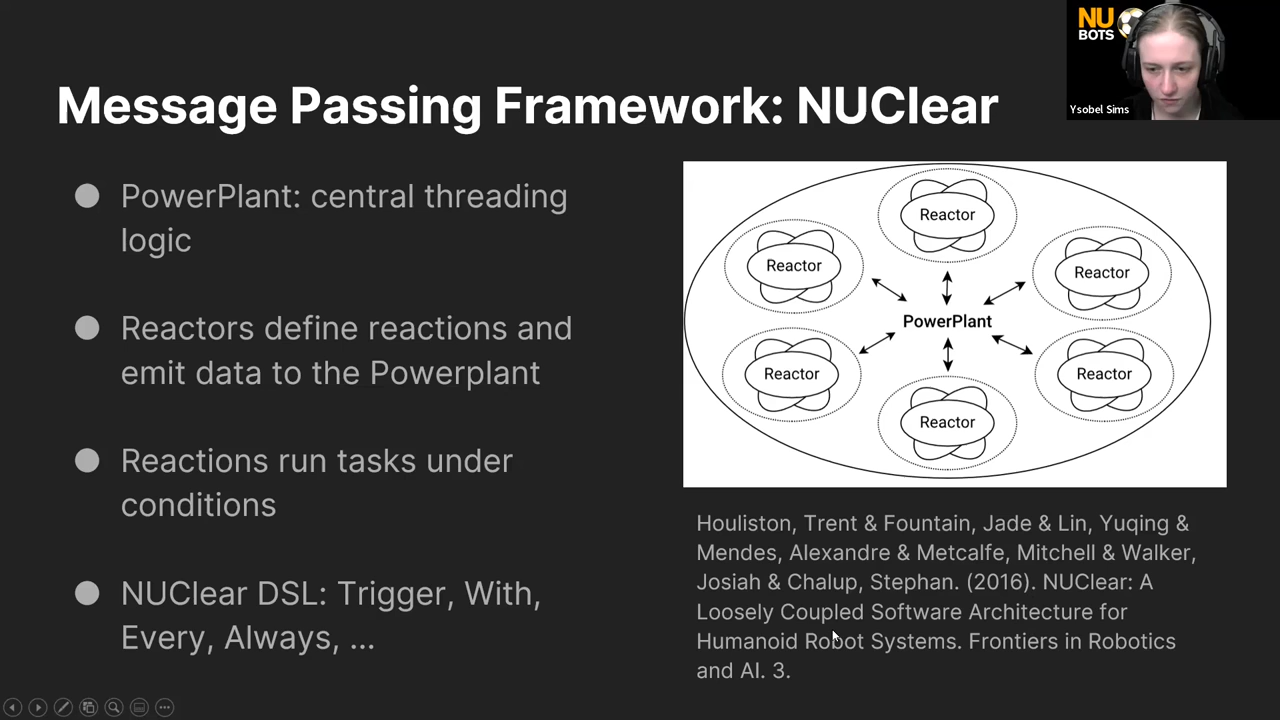 NU
BOTS
Ysobel Sims
Message Passing Framework: NUClear
PowerPlant: central threading
logic
Reactors define reactions and
emit data to the Powerplant
Reactions run tasks under
conditions
NUClear DSL: Trigger, With,
Every, Always, ...
Reactor
Reactor
Reactor
PowerPlant
Reactor
Reactor
Reactor
Houliston, Trent & Fountain, Jade & Lin, Yuqing &
Mendes, Alexandre & Metcalfe, Mitchell & Walker,
Josiah & Chalup, Stephan. (2016). NUClear: A
Loosely Coupled Software Architecture for
Humanoid Robot Systems. Frontiers in Robotics
and AI. 3.